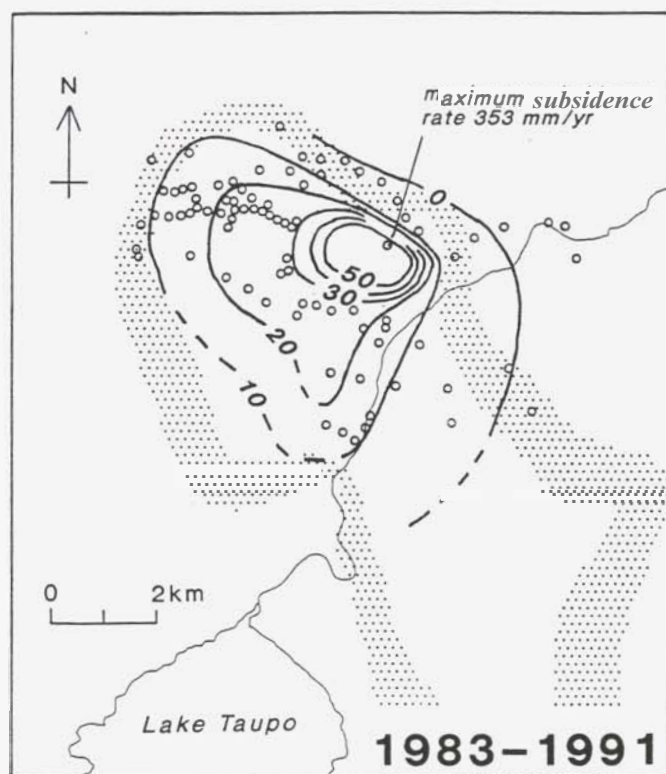 N
maximum subsidence
rate 353 mm/yr
0
50
30
20
10
0 2km
Lake Taupo
1983-1991